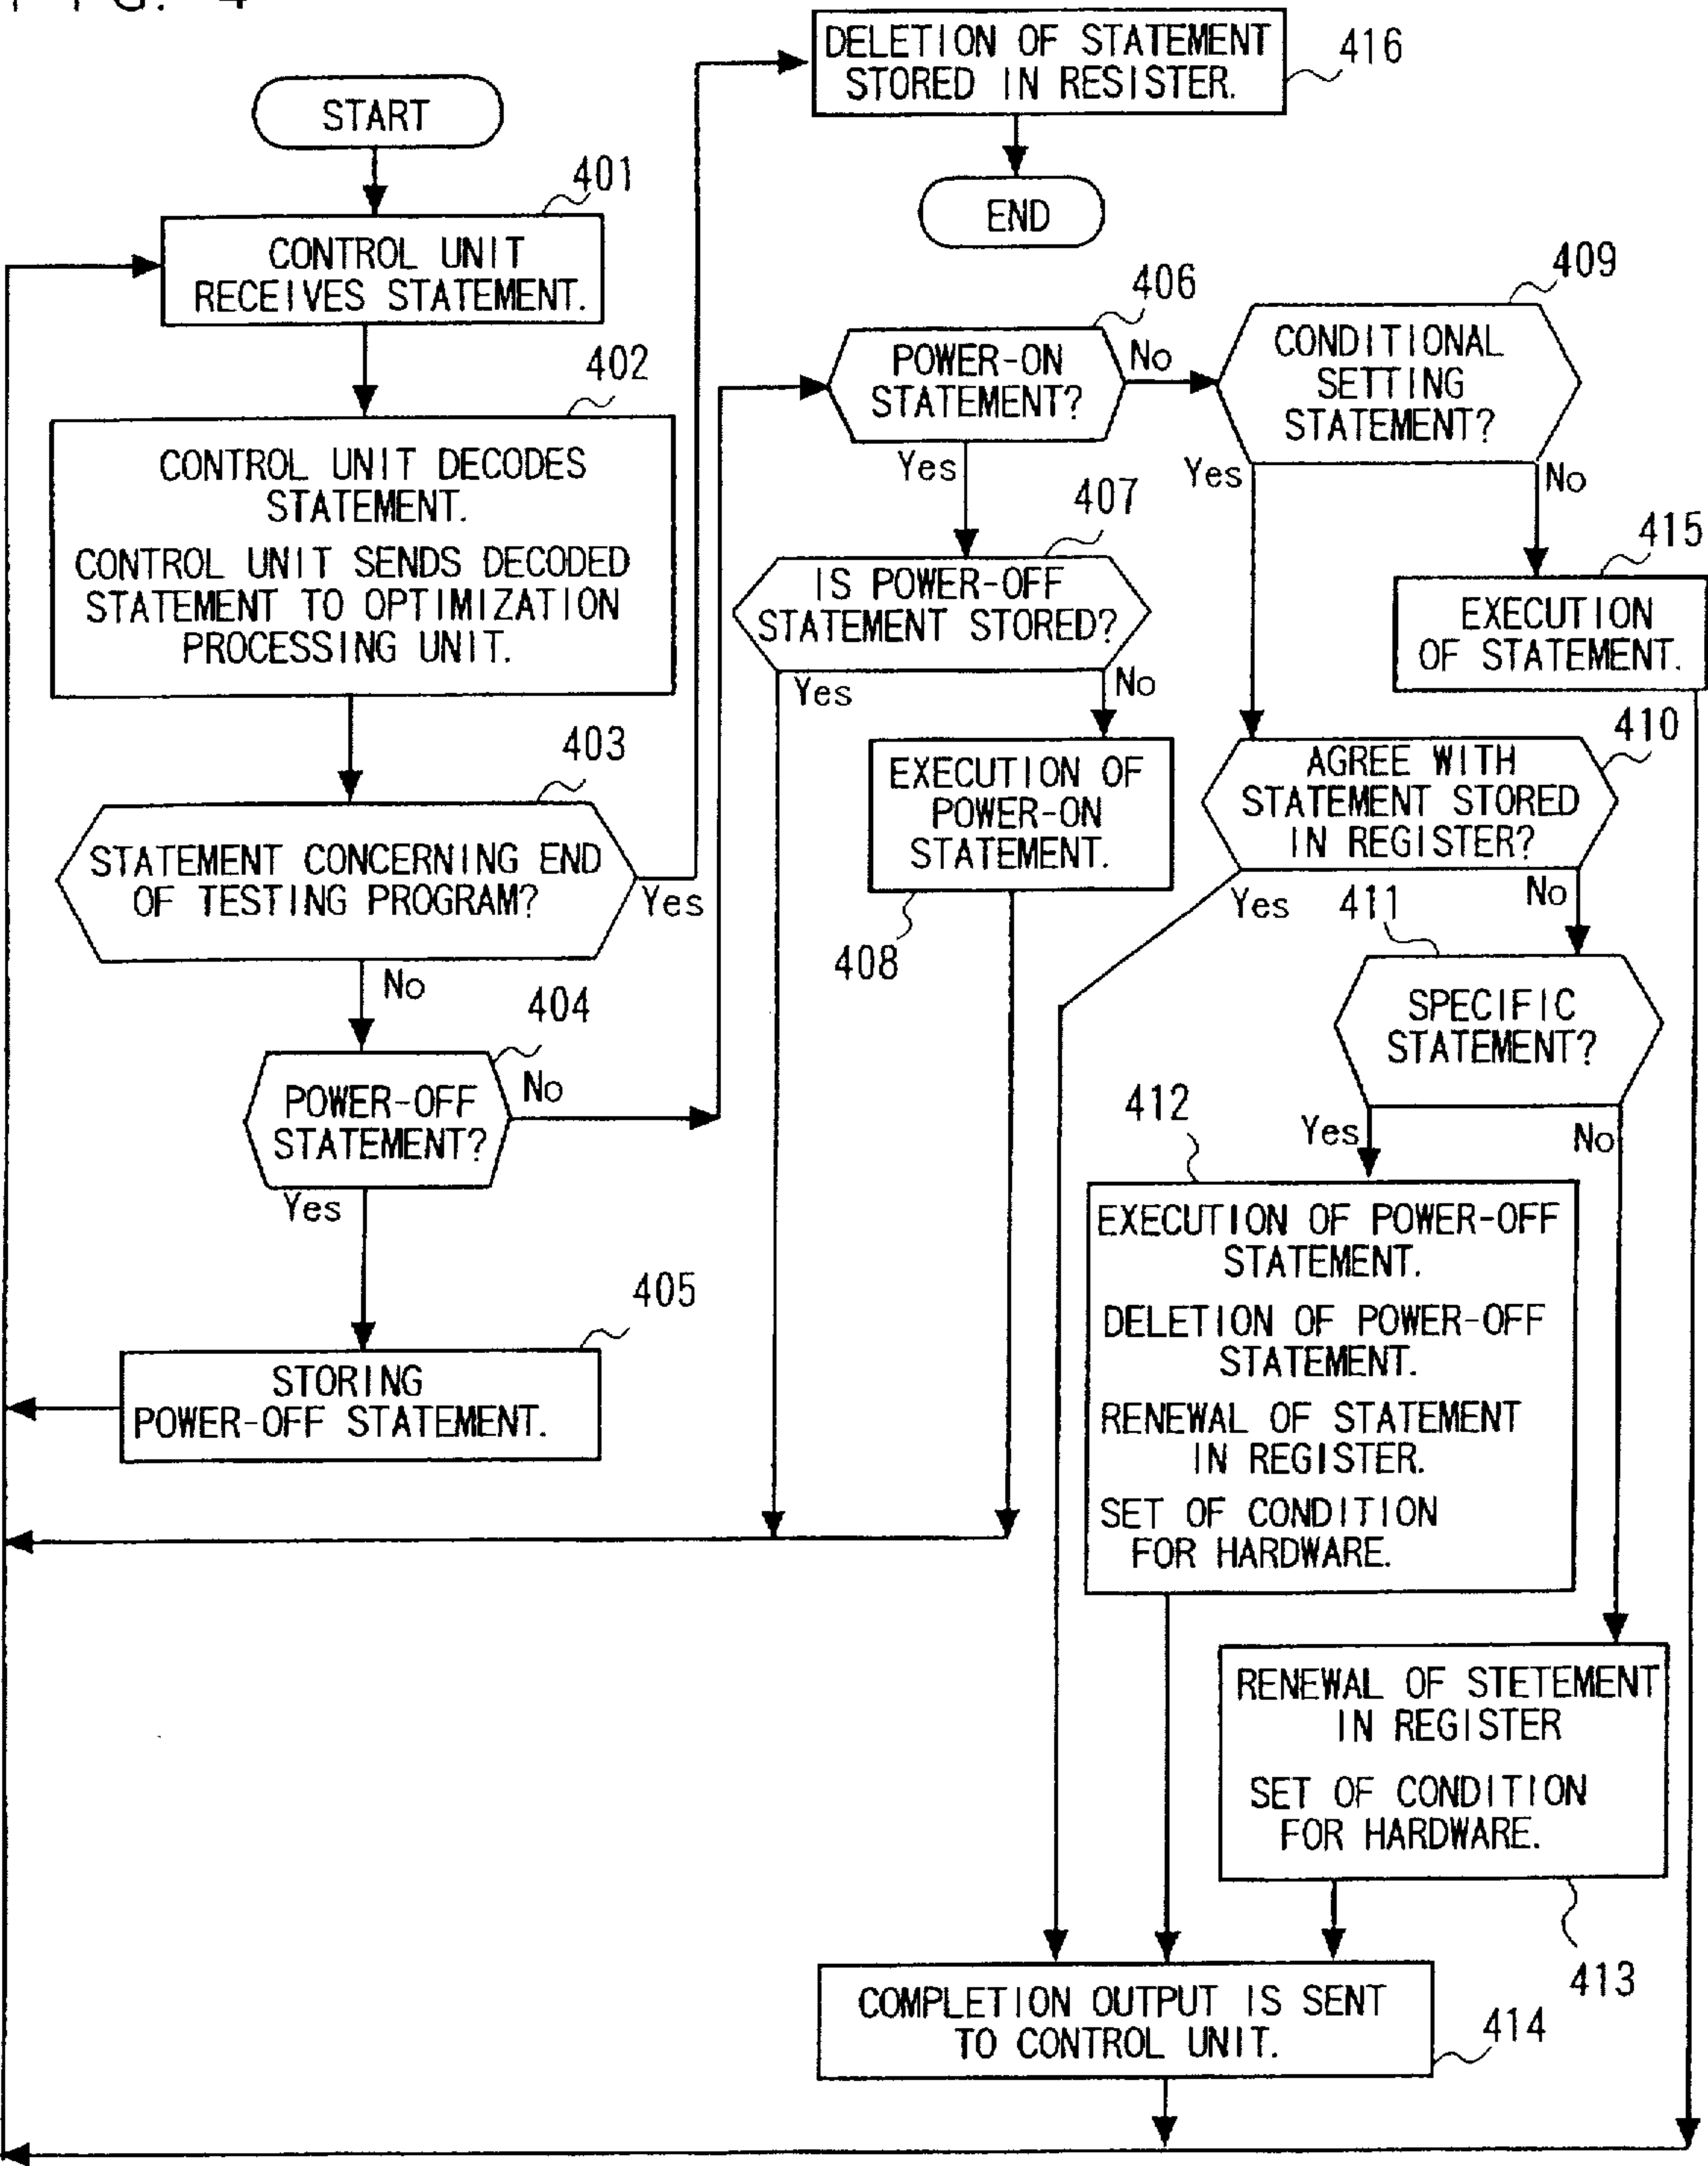 FIG. 4
START
401
CONTROL UNIT
RECEIVES STATEMENT.
402
CONTROL UNIT DECODES
STATEMENT.
CONTROL UNIT SENDS DECODED
STATEMENT TO OPTIMIZATION
PROCESSING UNIT.
403
STATEMENT CONCERNING END
OF TESTING PROGRAM?
Yes
No
404
POWER-OFF
STATEMENT?
No
Yes
405
STORING
POWER-OFF STATEMENT.
DELETION OF STATEMENT
STORED IN RESISTER.
416
END
406
POWER-ON
STATEMENT?
No
Yes
407
IS POWER-OFF
STATEMENT STORED?
Yes
No
EXECUTION OF
POWER-ON
STATEMENT.
408
409
CONDITIONAL
SETTING
STATEMENT?
Yes
No
415
EXECUTION
OF STATEMENT.
410
AGREE WITH
STATEMENT STORED
IN REGISTER?
Yes
No
411
SPECIFIC
STATEMENT?
Yes
No
412
EXECUTION OF POWER-OFF
STATEMENT.
DELETION OF POWER-OFF
STATEMENT.
RENEWAL OF STATEMENT
IN REGISTER.
SET OF CONDITION
FOR HARDWARE.
RENEWAL OF STETEMENT
IN REGISTER
SET OF CONDITION
FOR HARDWARE.
413
COMPLETION OUTPUT IS SENT
TO CONTROL UNIT.
414